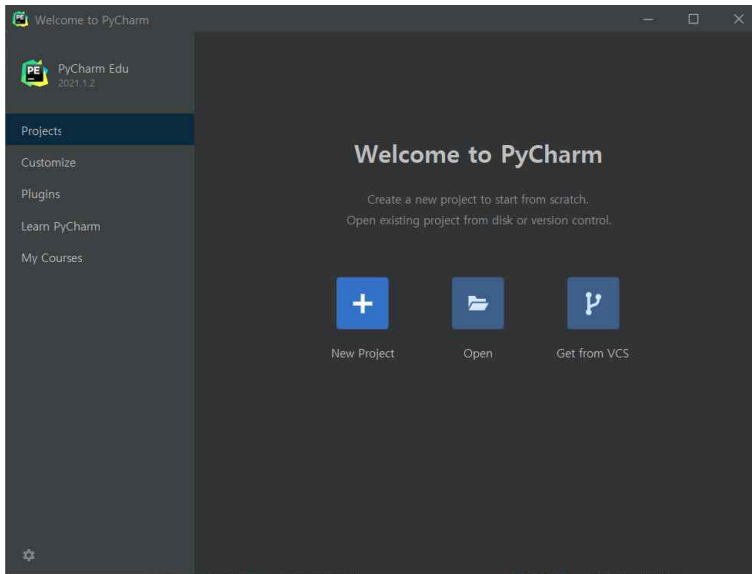 Welcome to PyCharm
PyCharm Edu
2021.1.2
Projects
Customize
Plugins
Learn PyCharm
My Courses
Welcome to PyCharm
Create a new project to start from scratch.
Open existing project from disk or version control.
New Project
Open
Get from VCS